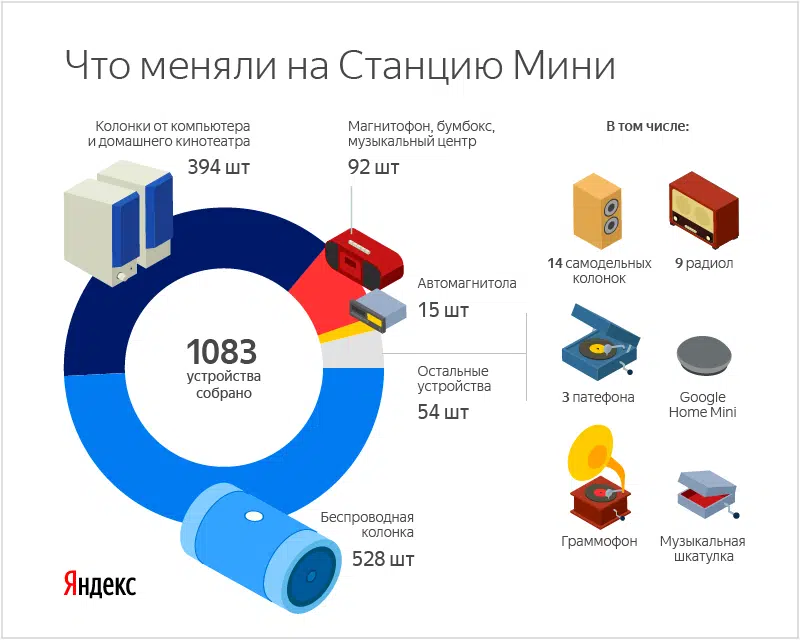 Что меняли на Станцию Мини
Колонки от компьютера
и домашнего кинотеатра
394 шт
Магнитофон, бумбокс,
музыкальный центр
92 шт
В том числе:
14 самодельных
колонок
9 радиол
Автомагнитола
15 шт
1083
устройства
собрано
Остальные
устройства
54 шт
3 патефона
Google
Home Mini
Беспроводная
колонка
528 шт
Граммофон
Музыкальная
шкатулка
Яндекс